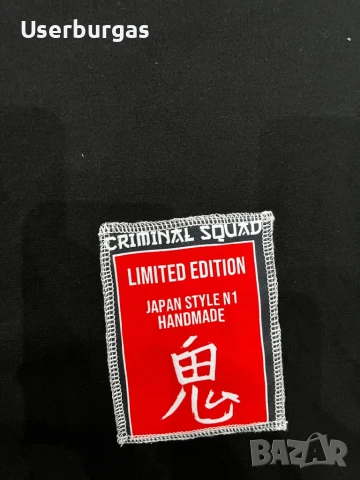 Userburgas
CRIMINAL SQUAD
LIMITED EDITION
JAPAN STYLE N1
HANDMADE
鬼
BAZAR